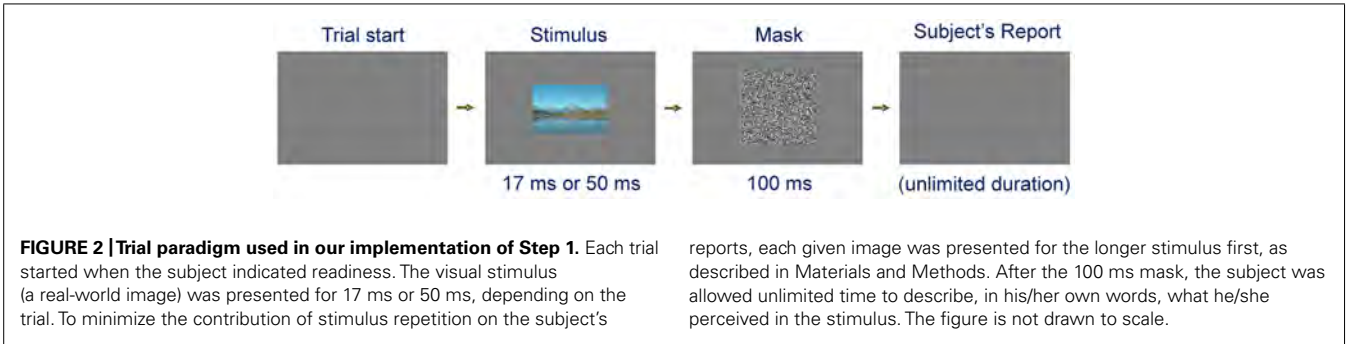 Trial start
Stimulus
Mask
Subject's Report
17 ms or 50 ms
100 ms
(unlimited duration)
FIGURE 2 | Trial paradigm used in our implementation of Step 1. Each trial
started when the subject indicated readiness. The visual stimulus
(a real-world image) was presented for 17 ms or 50 ms, depending on the
trial. To minimize the contribution of stimulus repetition on the subject's
reports, each given image was presented for the longer stimulus first, as
described in Materials and Methods. After the 100 ms mask, the subject was
allowed unlimited time to describe, in his/her own words, what he/she
perceived in the stimulus. The figure is not drawn to scale.